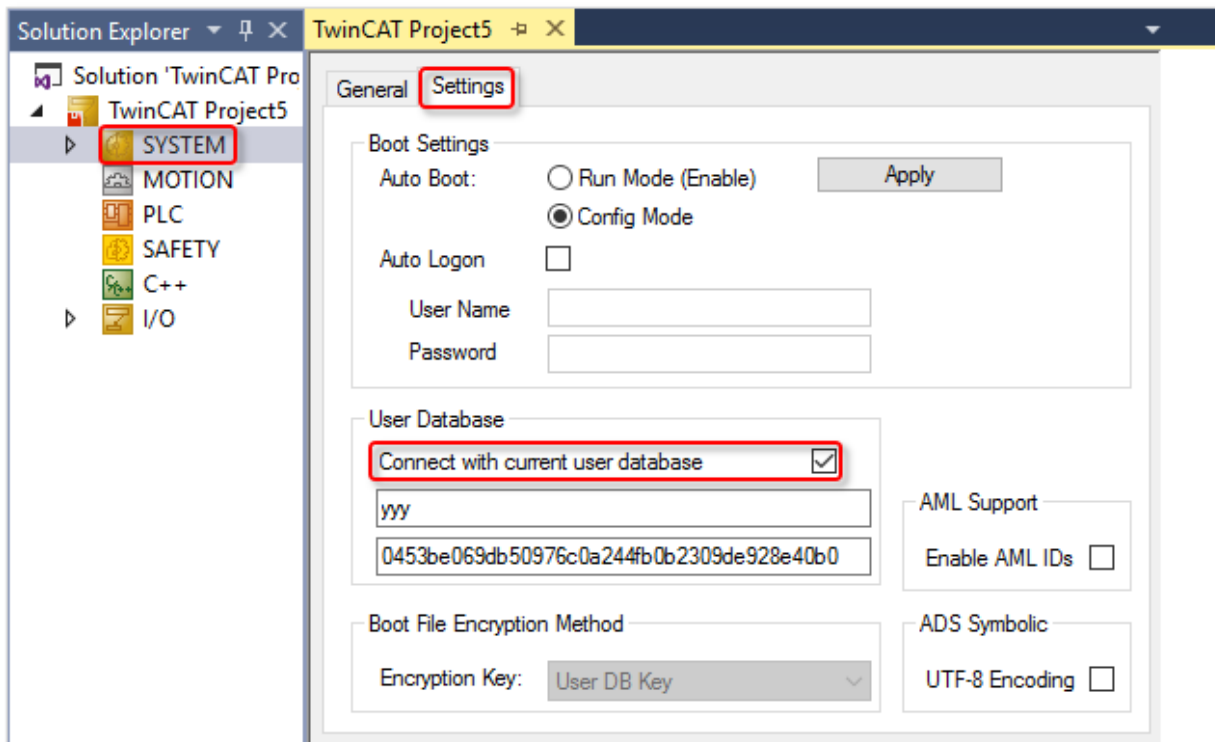 Solution Explorer
TwinCAT Project5
Solution 'TwinCAT Pro
TwinCAT Project5
SYSTEM
MOTION
PLC
SAFETY
C++
I/O
General
Settings
Boot Settings
Auto Boot:
Run Mode (Enable)
Apply
Config Mode
Auto Logon
User Name
Password
User Database
Connect with current user database
yyy
0453be069db50976c0a244fb0b2309de928e40b0
AML Support
Enable AML IDs
Boot File Encryption Method
Encryption Key:
User DB Key
ADS Symbolic
UTF-8 Encoding